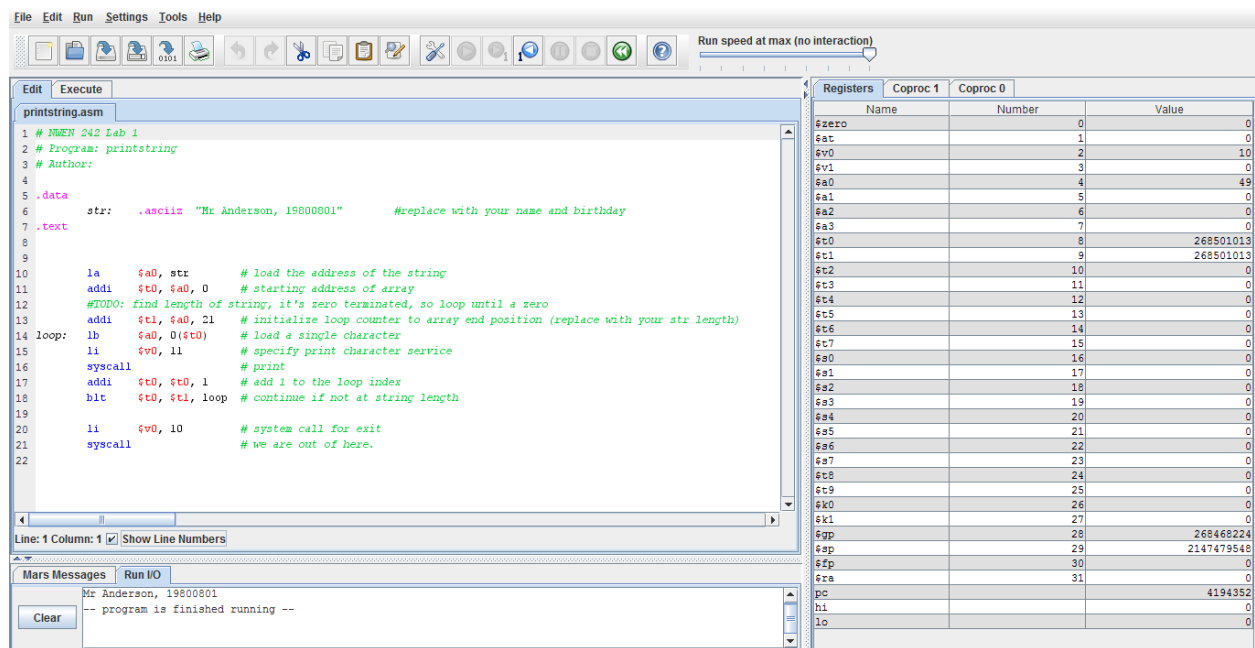 File Edit Run Settings Tools Help
Run speed at max (no interaction)
Edit Execute
printstring.asm
1 # NWEN 242 Lab 1
2 # Program: printstring
3 # Author:
4
5 .data
6 str: .asciiz "Mr Anderson, 19800801" #replace with your name and birthday
7 .text
8
9
10 la $a0, str # load the address of the string
11 addi $t0, $a0, 0 # starting address of array
12 #TODO: find length of string, it's zero terminated, so loop until a zero
13 addi $t1, $a0, 21 # initialize loop counter to array end position (replace with your str length)
14 loop: lb $a0, 0($t0) # load a single character
15 li $v0, 11 # specify print character service
16 syscall # print
17 addi $t0, $t0, 1 # add 1 to the loop index
18 blt $t0, $t1, loop # continue if not at string length
19
20 li $v0, 10 # system call for exit
21 syscall # we are out of here.
22
Line: 1 Column: 1 Show Line Numbers
Mars Messages Run I/O
Clear
Mr Anderson, 19800801
-- program is finished running --
Registers Coproc 1 Coproc 0
Name Number Value
$zero 0 0
$at 1 0
$v0 2 10
$v1 3 0
$a0 4 49
$a1 5 0
$a2 6 0
$a3 7 0
$t0 8 268501013
$t1 9 268501013
$t2 10 0
$t3 11 0
$t4 12 0
$t5 13 0
$t6 14 0
$t7 15 0
$s0 16 0
$s1 17 0
$s2 18 0
$s3 19 0
$s4 20 0
$s5 21 0
$s6 22 0
$s7 23 0
$t8 24 0
$t9 25 0
$k0 26 0
$k1 27 0
$gp 28 268468224
$sp 29 2147479548
$fp 30 0
$ra 31 0
pc 4194352
hi 0
lo 0